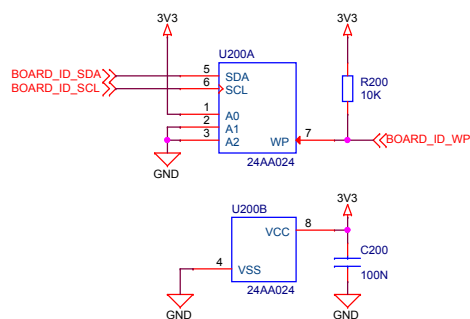 3V3
3V3
U200A
BOARD_ID_SDA
5
SDA
BOARD_ID_SCL
6
SCL
R200
10K
1
A0
2
A1
3
A2
WP
7
BOARD_ID_WP
GND
24AA024
3V3
U200B
VCC
8
C200
4
VSS
100N
24AA024
GND
GND